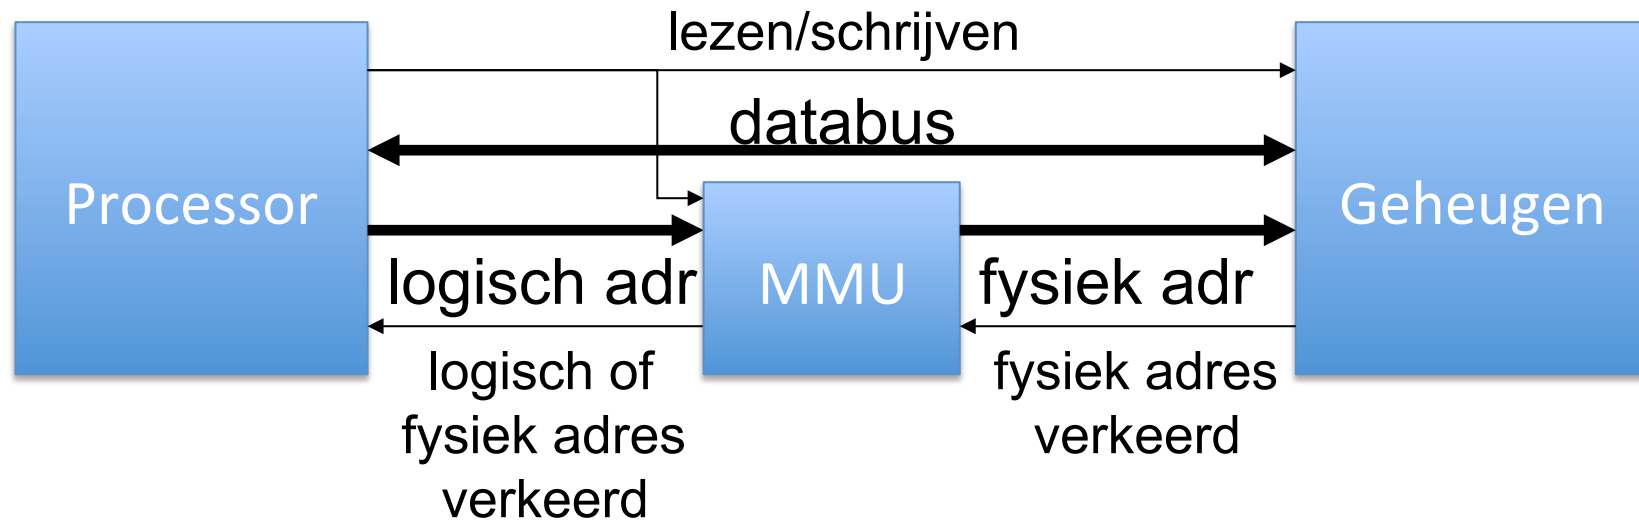 lezen/schrijven
databus
Processor
Geheugen
logisch adr
MMU
fysiek adr
logisch of
fysiek adres
verkeerd
fysiek adres
verkeerd